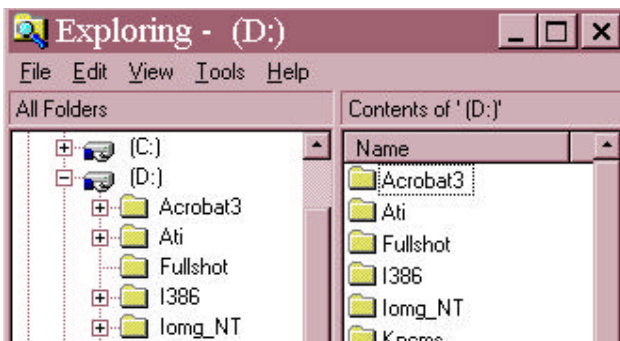 Exploring - (D:)
File Edit View Tools Help
All Folders
(C:)
(D:)
Acrobat3
Ati
Fullshot
I386
Iomg_NT
Contents of '(D:)'
Name
Acrobat3
Ati
Fullshot
I386
Iomg_NT